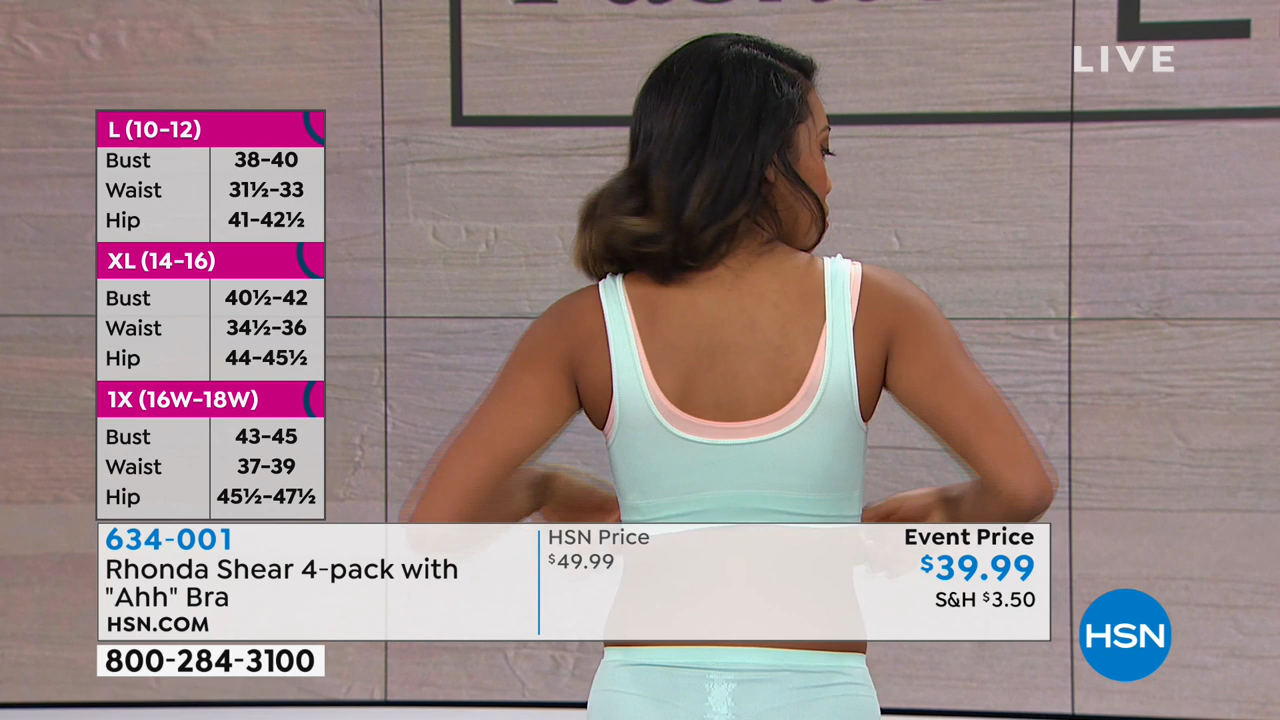 LIVE
L (10-12)
Bust 38-40
Waist 31½-33
Hip 41-42½
XL (14-16)
Bust 40½-42
Waist 34½-36
Hip 44-45½
1X (16W-18W)
Bust 43-45
Waist 37-39
Hip 45½-47½
634-001
Rhonda Shear 4-pack with
"Ahh" Bra
HSN.COM
HSN Price
$49.99
Event Price
$39.99
S&H $3.50
800-284-3100
HSN